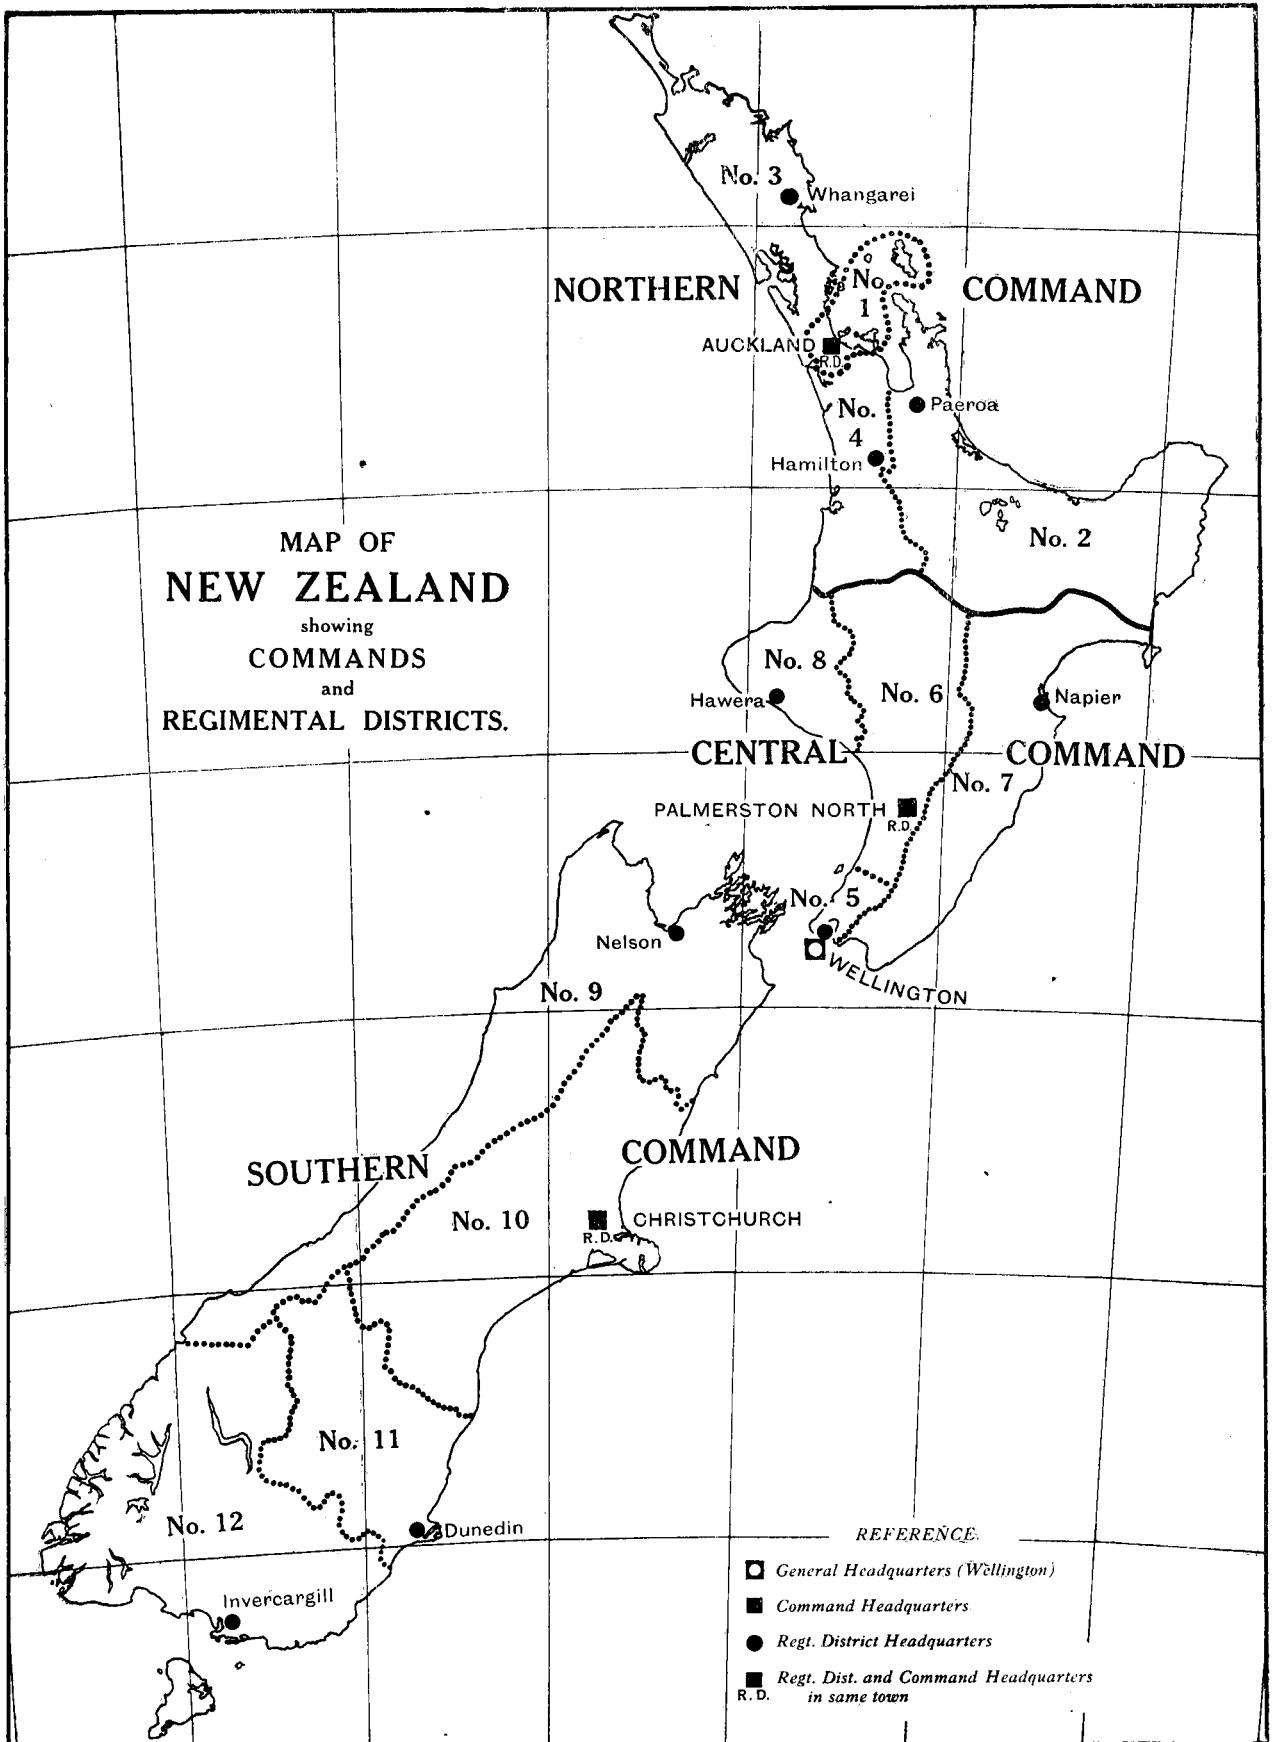 No. 3
Whangarei
NORTHERN COMMAND
No.
1
AUCKLAND
R.D.
No.
4
Paeroa
Hamilton
No. 2
MAP OF
NEW ZEALAND
showing
COMMANDS
and
REGIMENTAL DISTRICTS.
No. 8
No. 6
Hawera
Napier
CENTRAL COMMAND
No. 7
PALMERSTON NORTH
R.D.
No. 5
Nelson
WELLINGTON
No. 9
SOUTHERN COMMAND
No. 10
CHRISTCHURCH
R.D.
No. 11
No. 12
Dunedin
Invercargill
REFERENCE.
General Headquarters (Wellington)
Command Headquarters
Regt. District Headquarters
Regt. Dist. and Command Headquarters
R.D. in same town